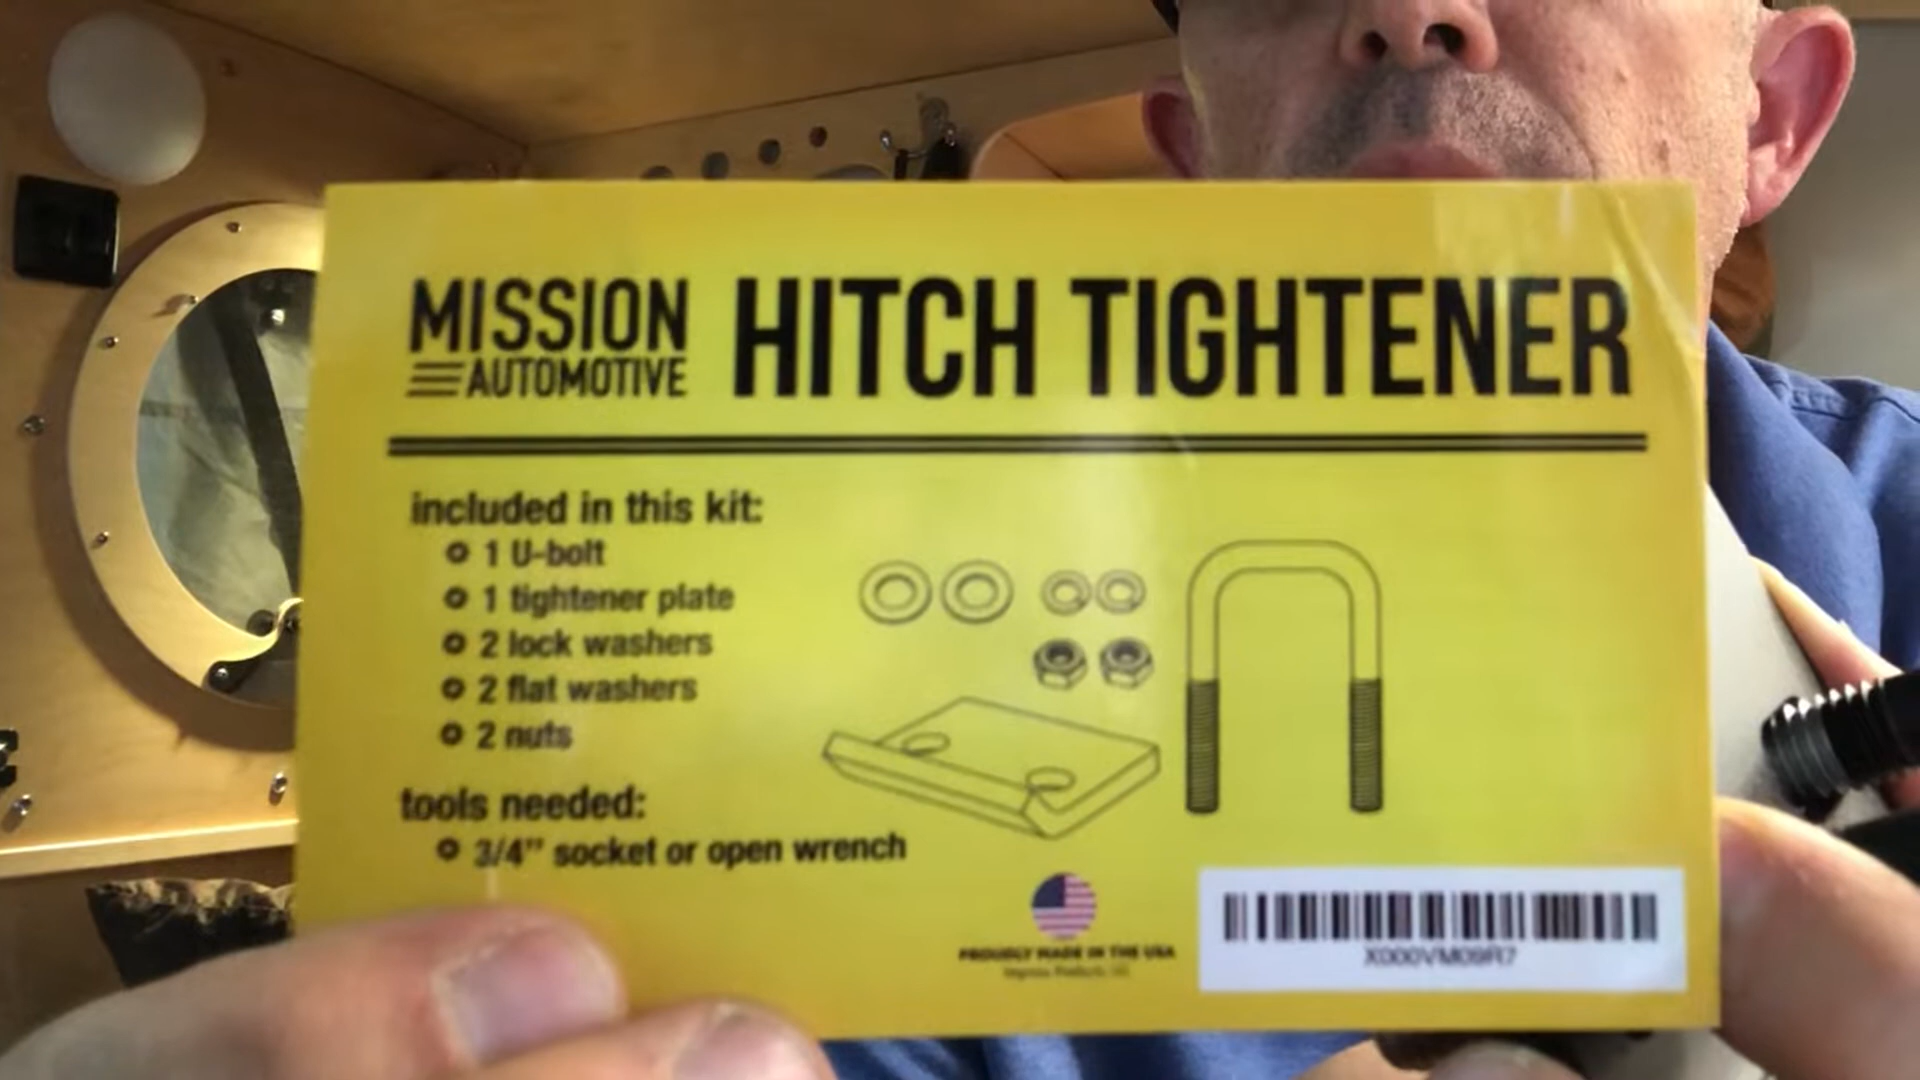 MISSION
AUTOMOTIVE
HITCH TIGHTENER
included in this kit:
1 U-bolt
1 tightener plate
2 lock washers
2 flat washers
2 nuts
tools needed:
3/4" socket or open wrench
PROUDLY MADE IN THE USA
X000VM09R7